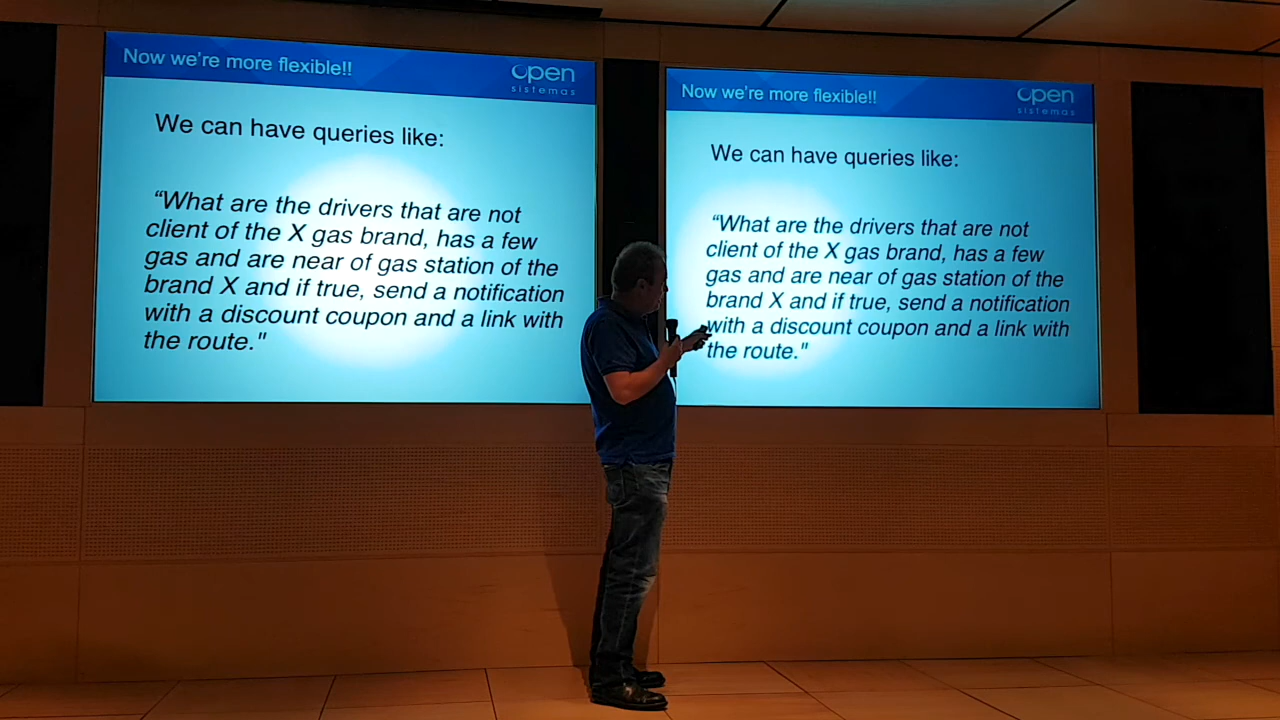 Now we're more flexible!!
open
sistemas
We can have queries like:
“What are the drivers that are not
client of the X gas brand, has a few
gas and are near of gas station of the
brand X and if true, send a notification
with a discount coupon and a link with
the route."
Now we're more flexible!!
open
sistemas
We can have queries like:
“What are the drivers that are not
client of the X gas brand, has a few
gas and are near of gas station of the
brand X and if true, send a notification
with a discount coupon and a link with
the route."